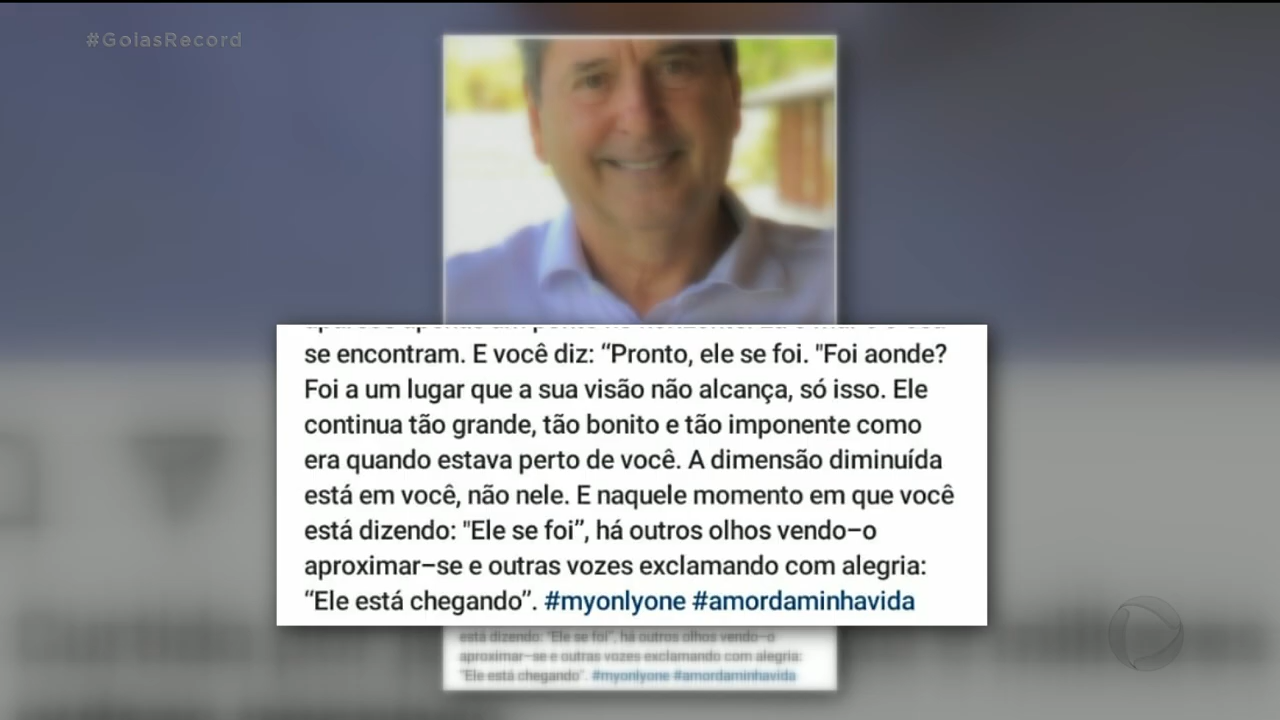 #GoiasRecord
se encontram. E você diz: “Pronto, ele se foi. "Foi aonde?
Foi a um lugar que a sua visão não alcança, só isso. Ele
continua tão grande, tão bonito e tão imponente como
era quando estava perto de você. A dimensão diminuída
está em você, não nele. E naquele momento em que você
está dizendo: "Ele se foi”, há outros olhos vendo–o
aproximar–se e outras vozes exclamando com alegria:
“Ele está chegando”. #myonlyone #amordaminhavida
está dizendo: "Ele se foi”, há outros olhos vendo–o
aproximar–se e outras vozes exclamando com alegria:
“Ele está chegando”. #myonlyone #amordaminhavida